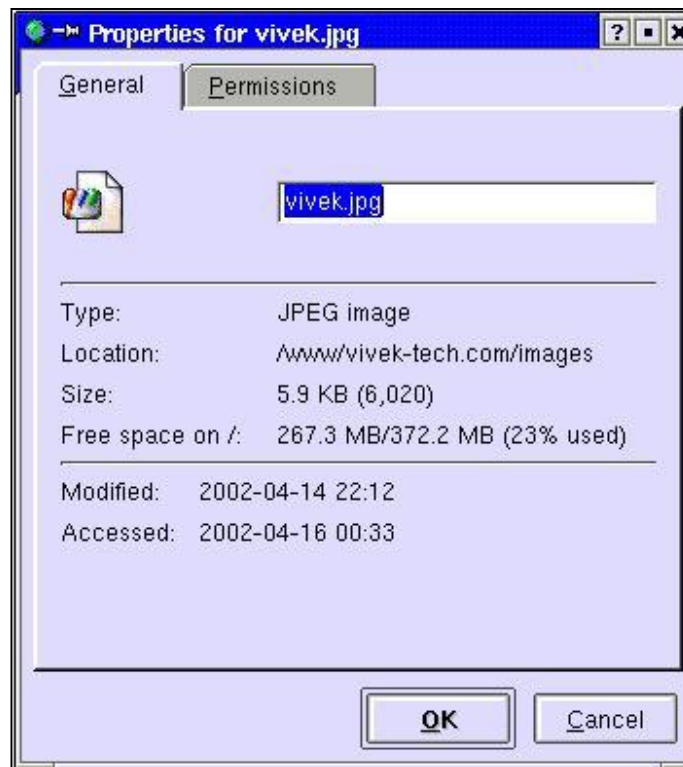 Properties for vivek.jpg
General Permissions
vivek.jpg
Type: JPEG image
Location: /www/vivek-tech.com/images
Size: 5.9 KB (6,020)
Free space on /: 267.3 MB/372.2 MB (23% used)
Modified: 2002-04-14 22:12
Accessed: 2002-04-16 00:33
OK Cancel